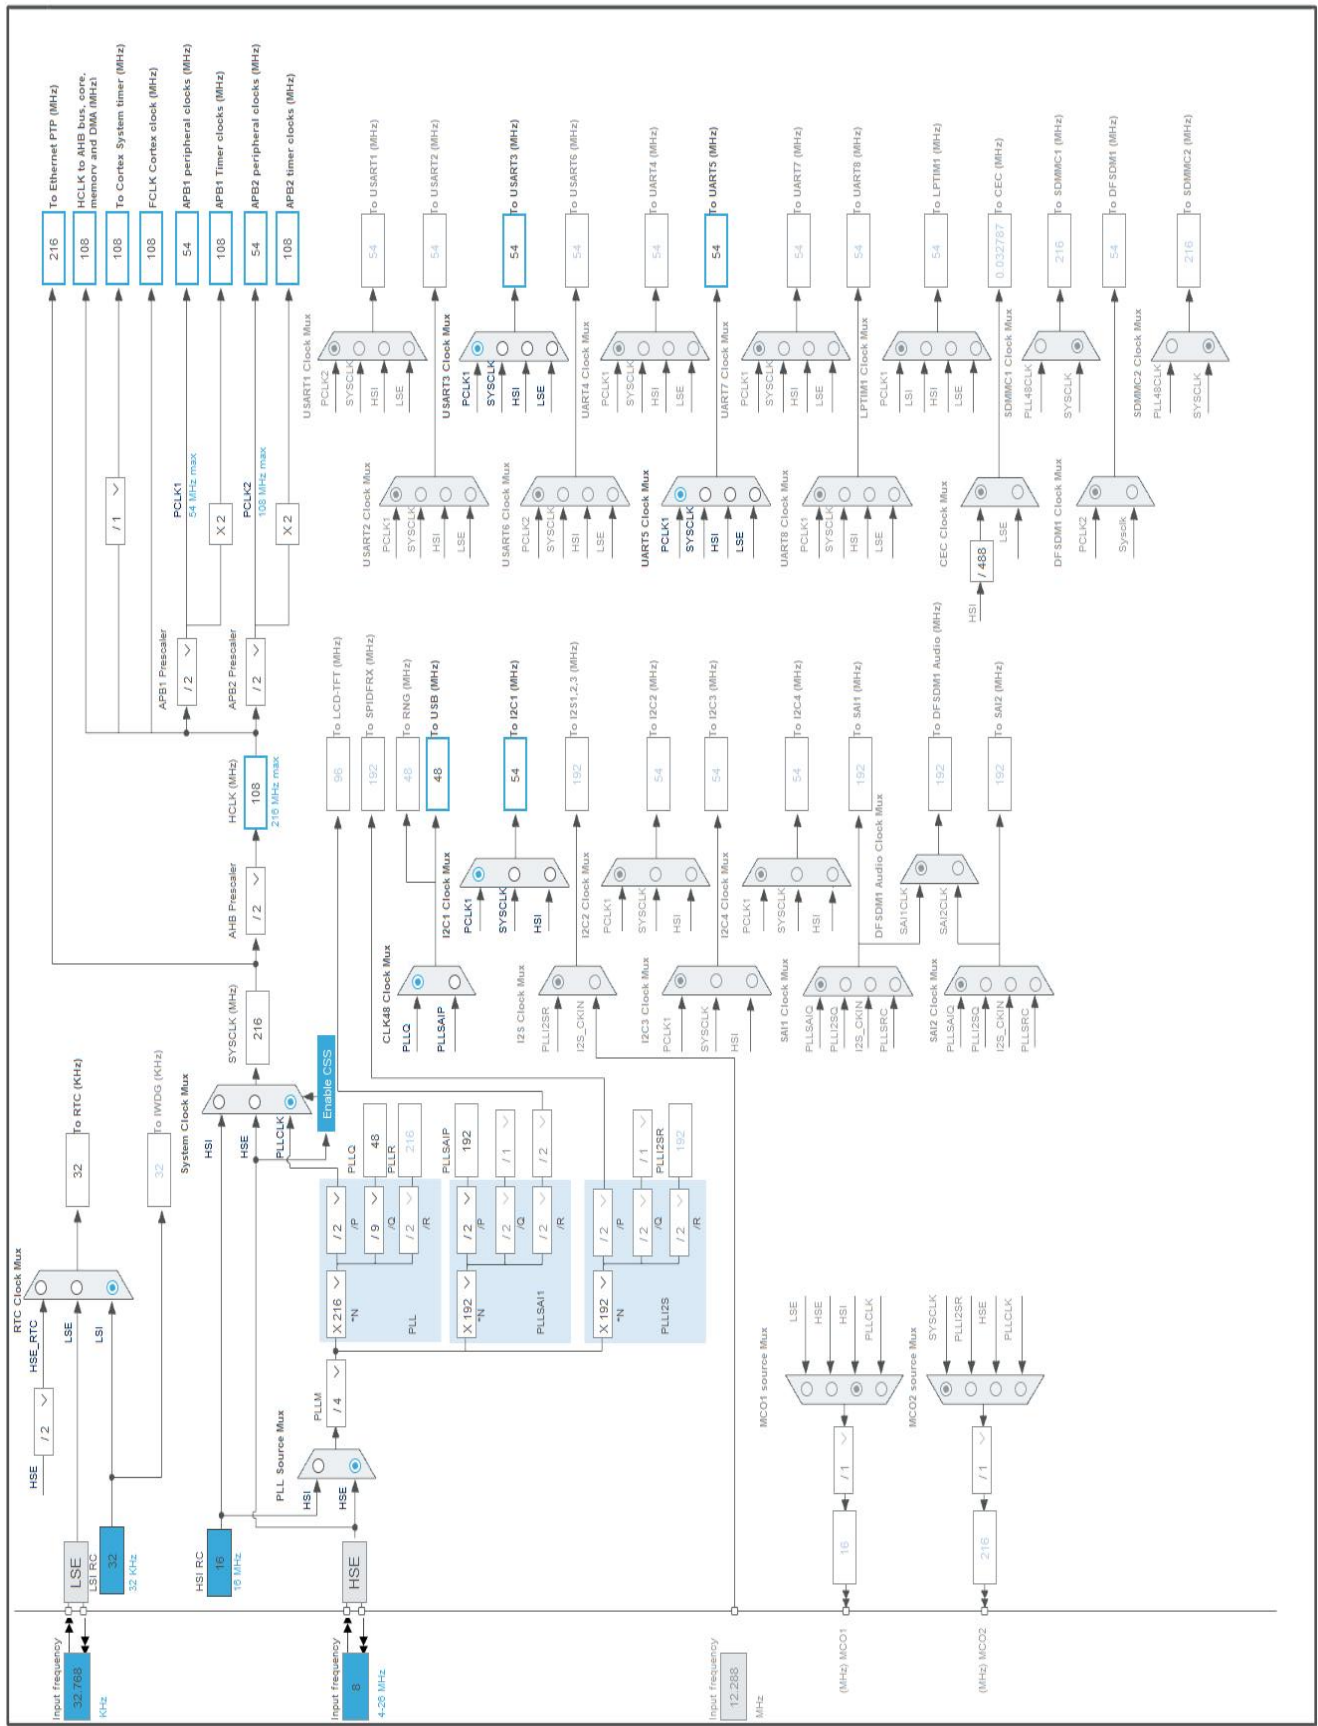 RTC Clock Mux
HSE
/ 2
HSE_RTC
LSE
LSI
32
To RTC (KHz)
32
To IWDG (KHz)
Input frequency
32.768
KHz
LSE
LSI RC
32
32 KHz
HSI RC
16
16 MHz
Input frequency
8
4-26 MHz
HSE
PLL Source Mux
HSI
HSE
PLLM
/ 4
System Clock Mux
HSI
HSE
PLLCLK
Enable CSS
SYSCLK (MHz)
216
AHB Prescaler
/ 2
HCLK (MHz)
108
216 MHz max
APB1 Prescaler
/ 2
APB2 Prescaler
/ 2
/ 1
PCLK1
54 MHz max
X 2
PCLK2
108 MHz max
X 2
216
To Ethernet PTP (MHz)
108
HCLK to AHB bus, core,
memory and DMA (MHz)
108
To Cortex System timer (MHz)
108
FCLK Cortex clock (MHz)
54
APB1 peripheral clocks (MHz)
108
APB1 Timer clocks (MHz)
54
APB2 peripheral clocks (MHz)
108
APB2 timer clocks (MHz)
X 216
*N
PLL
/ 2
/P
/ 9
/Q
/ 2
/R
PLLQ
48
PLLR
216
X 192
*N
PLLSAI1
/ 2
/P
/ 2
/Q
/ 2
/R
PLLSAIP
192
/ 1
/ 2
X 192
*N
PLLI2S
/ 2
/P
/ 2
/Q
/ 2
/R
/ 1
PLLI2SR
192
96
To LCD-TFT (MHz)
192
To SPIDFRX (MHz)
48
To RNG (MHz)
48
To USB (MHz)
CLK48 Clock Mux
PLLQ
PLLSAIP
I2C1 Clock Mux
PCLK1
SYSCLK
HSI
54
To I2C1 (MHz)
I2S Clock Mux
PLLI2SR
I2S_CKIN
192
To I2S1,2,3 (MHz)
I2C2 Clock Mux
PCLK1
SYSCLK
HSI
54
To I2C2 (MHz)
I2C3 Clock Mux
PCLK1
SYSCLK
HSI
54
To I2C3 (MHz)
I2C4 Clock Mux
PCLK1
SYSCLK
HSI
54
To I2C4 (MHz)
SAI1 Clock Mux
PLLSAIQ
PLLI2SQ
I2S_CKIN
PLLSRC
192
To SAI1 (MHz)
DFSDM1 Audio Clock Mux
SAI1CLK
SAI2CLK
192
To DFSDM1 Audio (MHz)
SAI2 Clock Mux
PLLSAIQ
PLLI2SQ
I2S_CKIN
PLLSRC
192
To SAI2 (MHz)
USART1 Clock Mux
PCLK2
SYSCLK
HSI
LSE
54
To USART1 (MHz)
USART2 Clock Mux
PCLK1
SYSCLK
HSI
LSE
54
To USART2 (MHz)
USART3 Clock Mux
PCLK1
SYSCLK
HSI
LSE
54
To USART3 (MHz)
USART6 Clock Mux
PCLK2
SYSCLK
HSI
LSE
54
To USART6 (MHz)
UART4 Clock Mux
PCLK1
SYSCLK
HSI
LSE
54
To UART4 (MHz)
UART5 Clock Mux
PCLK1
SYSCLK
HSI
LSE
54
To UART5 (MHz)
UART7 Clock Mux
PCLK1
SYSCLK
HSI
LSE
54
To UART7 (MHz)
UART8 Clock Mux
PCLK1
SYSCLK
HSI
LSE
54
To UART8 (MHz)
LPTIM1 Clock Mux
PCLK1
LSI
HSI
LSE
54
To LPTIM1 (MHz)
CEC Clock Mux
HSI
/ 488
LSE
0.032787
To CEC (MHz)
SDMMC1 Clock Mux
PLL48CLK
SYSCLK
216
To SDMMC1 (MHz)
DFSDM1 Clock Mux
PCLK2
Sysclk
54
To DFSDM1 (MHz)
SDMMC2 Clock Mux
PLL48CLK
SYSCLK
216
To SDMMC2 (MHz)
Input frequency
12.288
MHz
MCO1 source Mux
LSE
HSE
HSI
PLLCLK
/ 1
16
(MHz) MCO1
MCO2 source Mux
SYSCLK
PLLI2SR
HSE
PLLCLK
/ 1
216
(MHz) MCO2